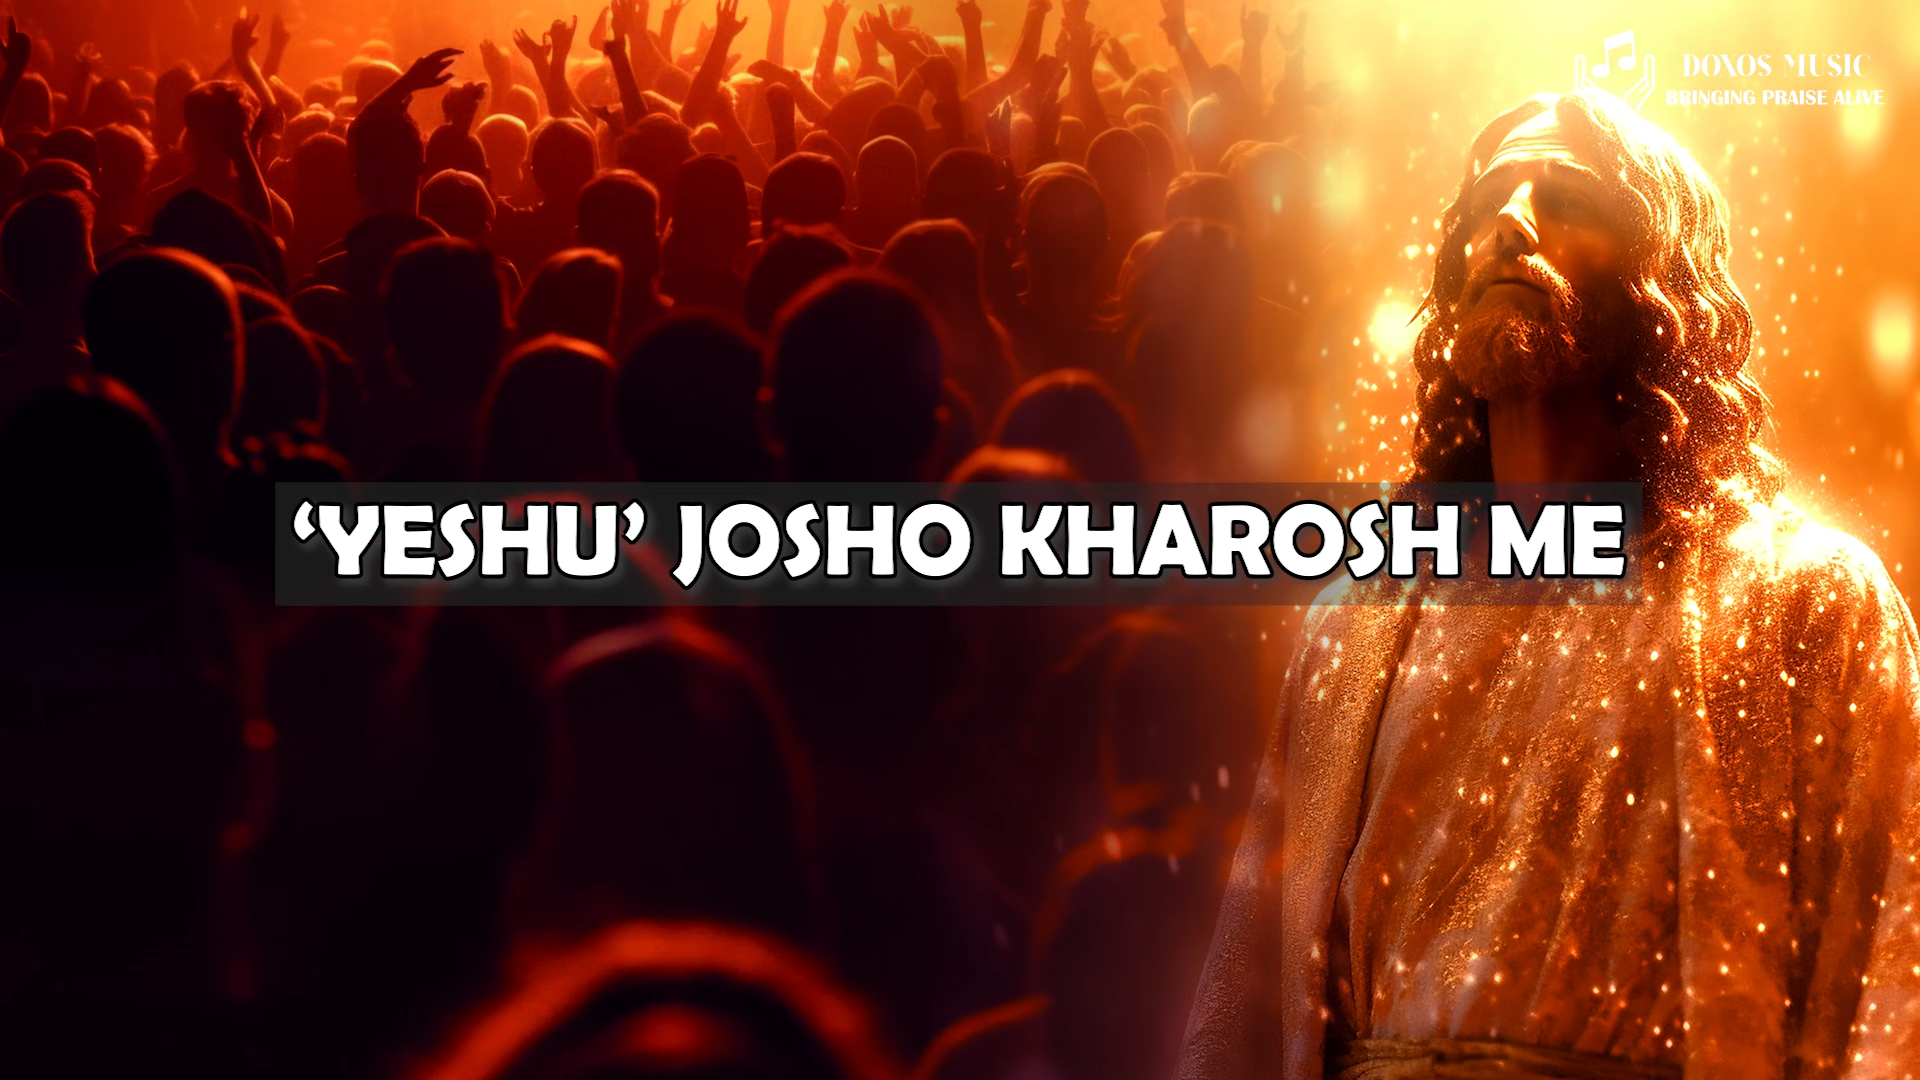 DOXOS MUSIC
BRINGING PRAISE ALIVE
‘YESHU’ JOSHO KHAROSH ME